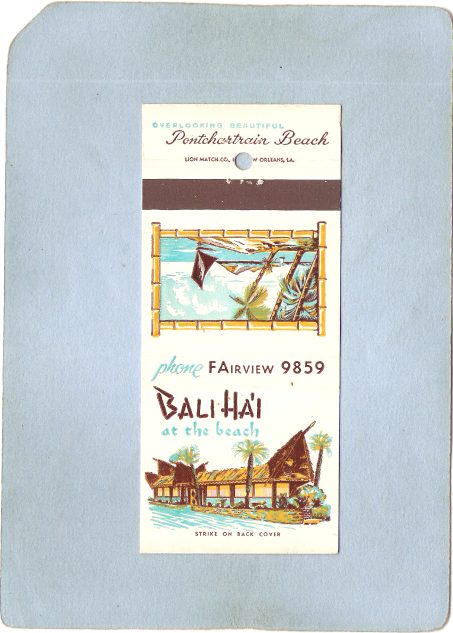 OVERLOOKING BEAUTIFUL
Pontchartrain Beach
LION MATCH CO., NEW ORLEANS, LA.
phone FAIRVIEW 9859
BALI HA'I
at the beach
STRIKE ON BACK COVER